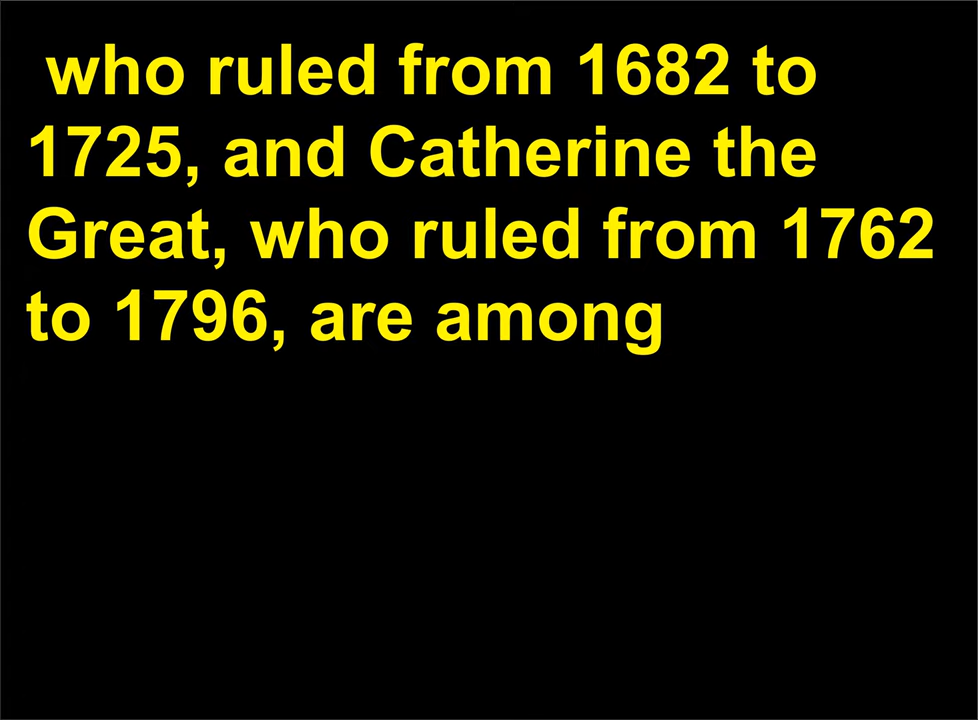 who ruled from 1682 to
1725, and Catherine the
Great, who ruled from 1762
to 1796, are among